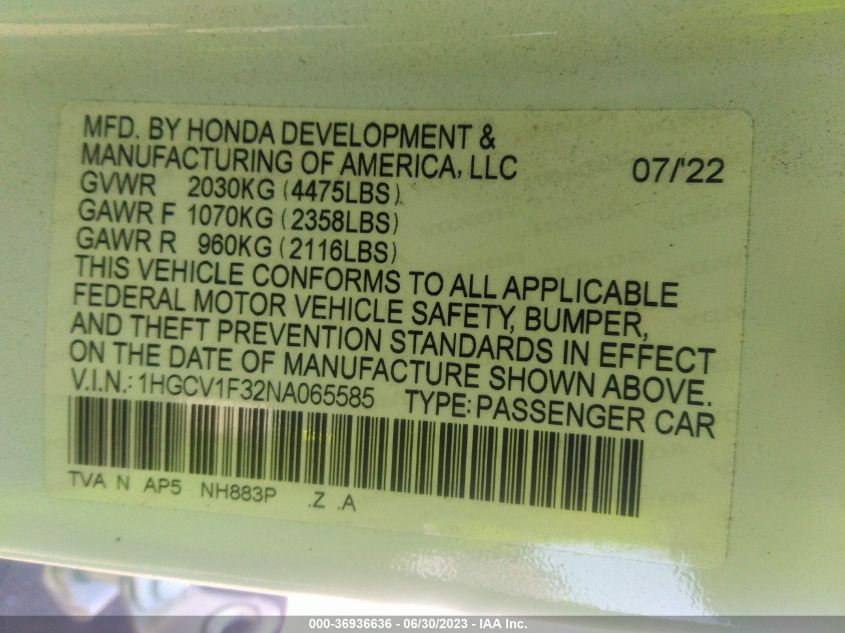 MFD. BY HONDA DEVELOPMENT &
MANUFACTURING OF AMERICA, LLC 07/'22
GVWR 2030KG (4475LBS)
GAWR F 1070KG (2358LBS)
GAWR R 960KG (2116LBS)
THIS VEHICLE CONFORMS TO ALL APPLICABLE
FEDERAL MOTOR VEHICLE SAFETY, BUMPER,
AND THEFT PREVENTION STANDARDS IN EFFECT
ON THE DATE OF MANUFACTURE SHOWN ABOVE.
V.I.N.: 1HGCV1F32NA065585 TYPE: PASSENGER CAR
TVA N AP5 NH883P .Z .A
000-36936636 - 06/30/2023 - IAA Inc.